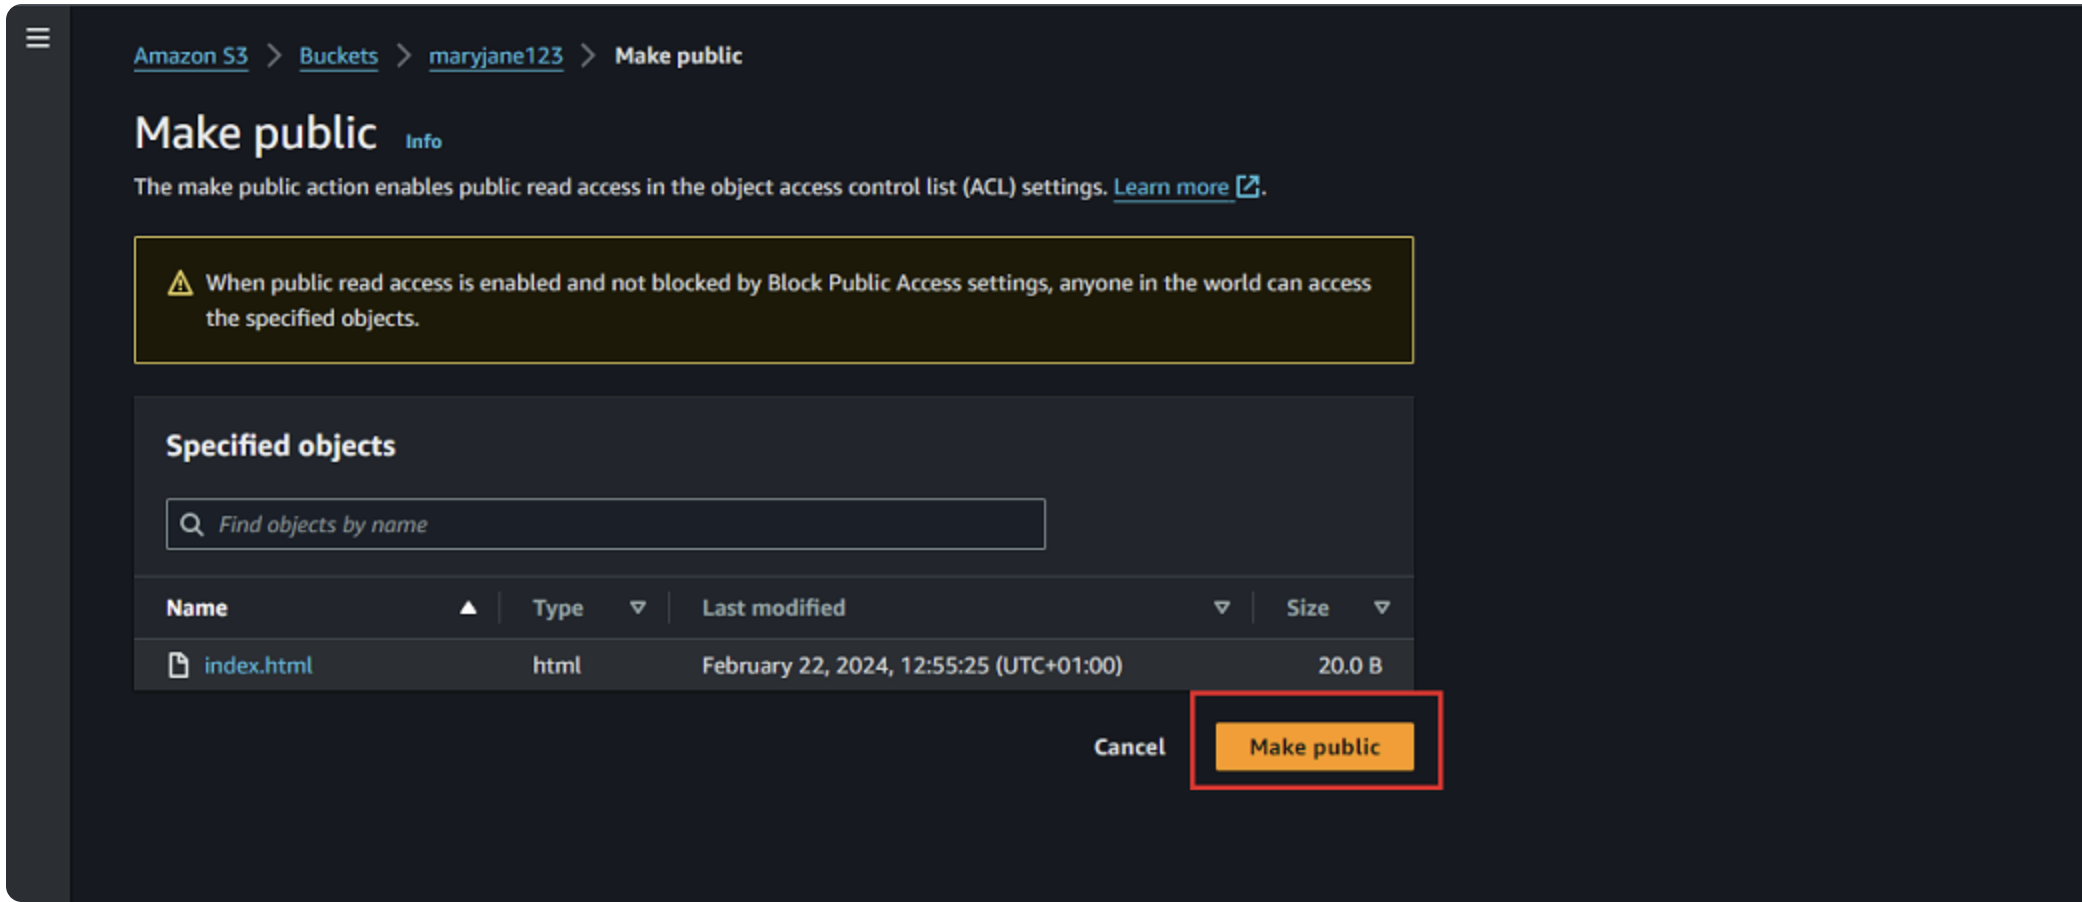 Amazon S3 > Buckets > maryjane123 > Make public
Make public Info
The make public action enables public read access in the object access control list (ACL) settings. Learn more.
When public read access is enabled and not blocked by Block Public Access settings, anyone in the world can access
the specified objects.
Specified objects
Find objects by name
Name Type Last modified Size
index.html html February 22, 2024, 12:55:25 (UTC+01:00) 20.0 B
Cancel Make public